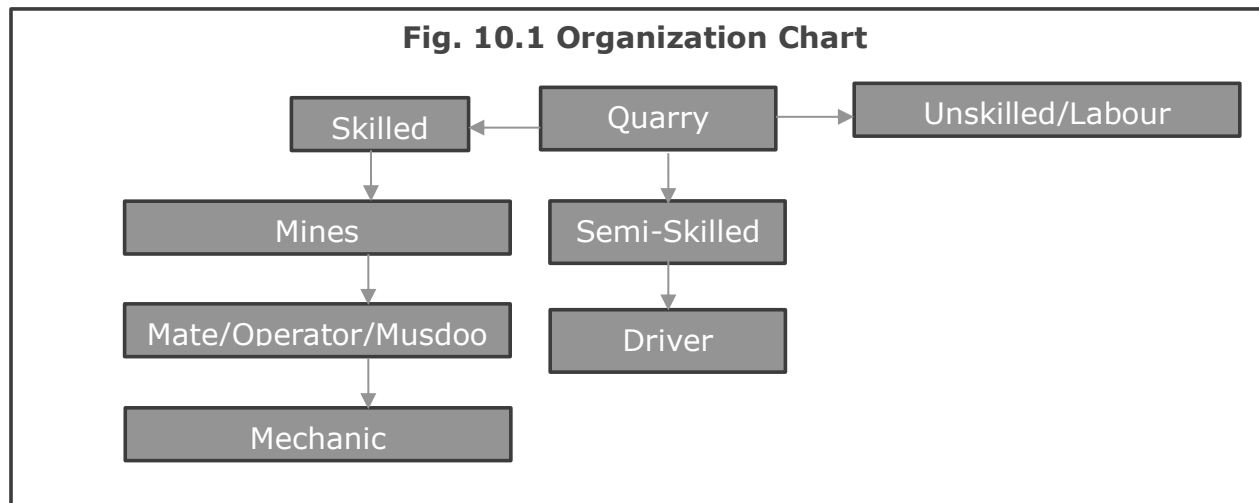 Fig. 10.1 Organization Chart
Skilled
Quarry
Unskilled/Labour
Mines
Semi-Skilled
Mate/Operator/Musdoo
Driver
Mechanic